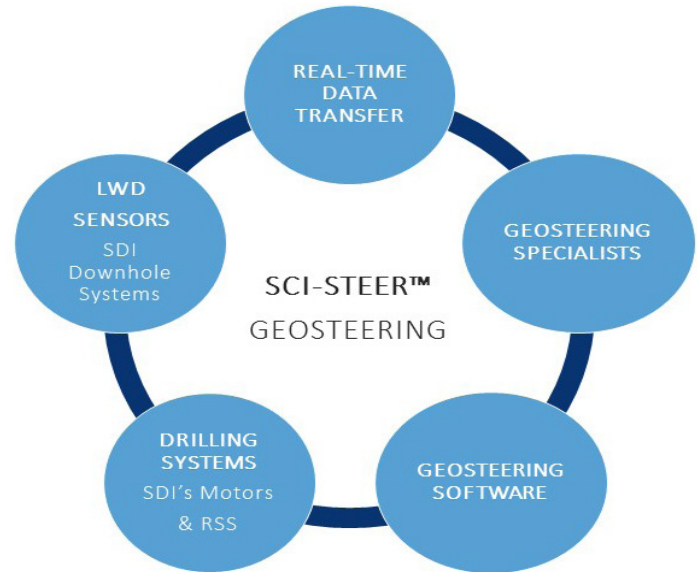 REAL-TIME
DATA
TRANSFER
GEOSTEERING
SPECIALISTS
GEOSTEERING
SOFTWARE
DRILLING
SYSTEMS
SDI's Motors
& RSS
LWD
SENSORS
SDI
Downhole
Systems
SCI-STEER™
GEOSTEERING